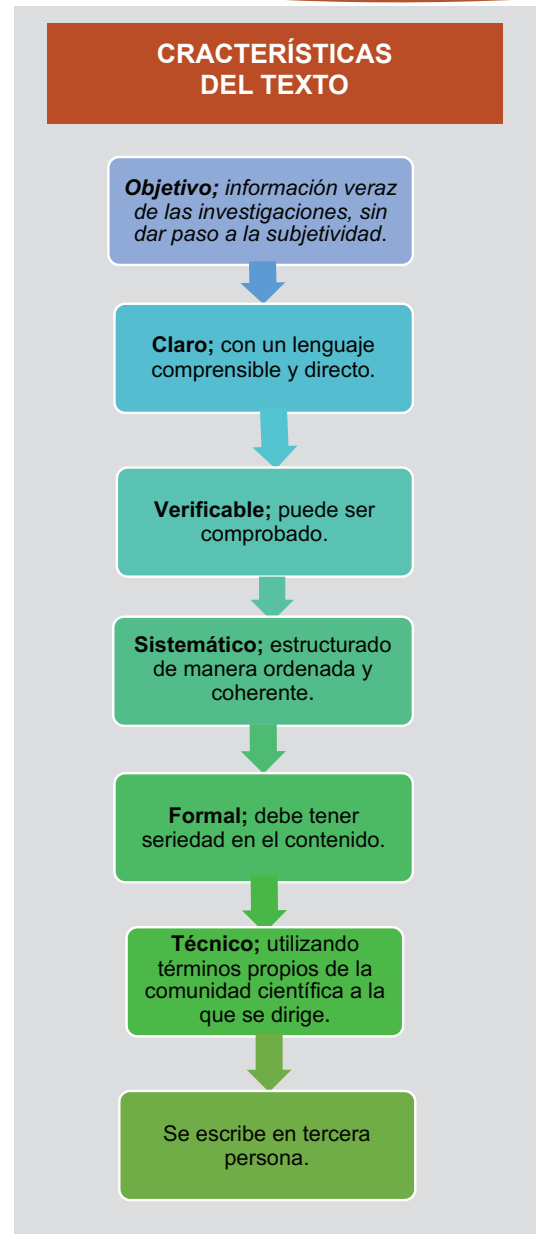 CRACTERÍSTICAS
DEL TEXTO
Objetivo; información veraz
de las investigaciones, sin
dar paso a la subjetividad.
Claro; con un lenguaje
comprensible y directo.
Verificable; puede ser
comprobado.
Sistemático; estructurado
de manera ordenada y
coherente.
Formal; debe tener
seriedad en el contenido.
Técnico; utilizando
términos propios de la
comunidad científica a la
que se dirige.
Se escribe en tercera
persona.